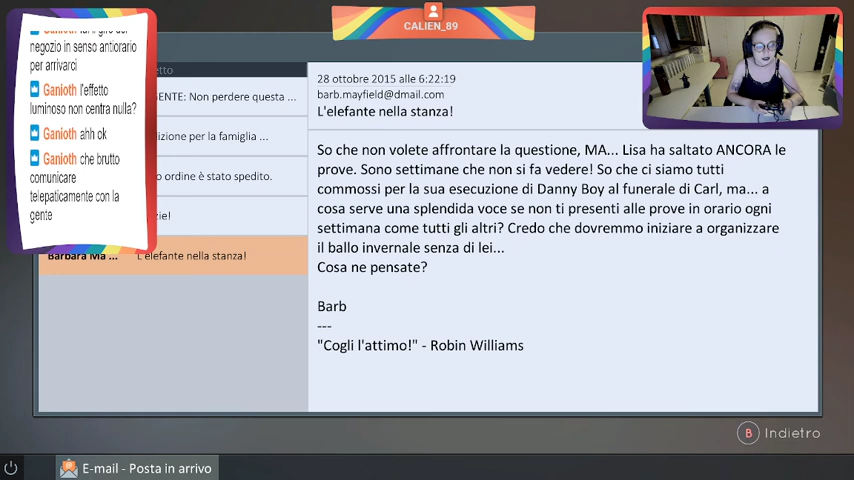 negozio in senso antiorario
per arrivarci
Ganioth l'effetto
luminoso non centra nulla?
Ganioth ahh ok
Ganioth che brutto
comunicare
telepaticamente con la
gente
CALIEN_89
ENTE: Non perdere questa ...
dizione per la famiglia ...
o ordine è stato spedito.
zie!
Barbara Ma ... L'elefante nella stanza!
28 ottobre 2015 alle 6:22:19
barb.mayfield@dmail.com
L'elefante nella stanza!
So che non volete affrontare la questione, MA... Lisa ha saltato ANCORA le
prove. Sono settimane che non si fa vedere! So che ci siamo tutti
commossi per la sua esecuzione di Danny Boy al funerale di Carl, ma... a
cosa serve una splendida voce se non ti presenti alle prove in orario ogni
settimana come tutti gli altri? Credo che dovremmo iniziare a organizzare
il ballo invernale senza di lei...
Cosa ne pensate?
Barb
---
"Cogli l'attimo!" - Robin Williams
B Indietro
E-mail - Posta in arrivo